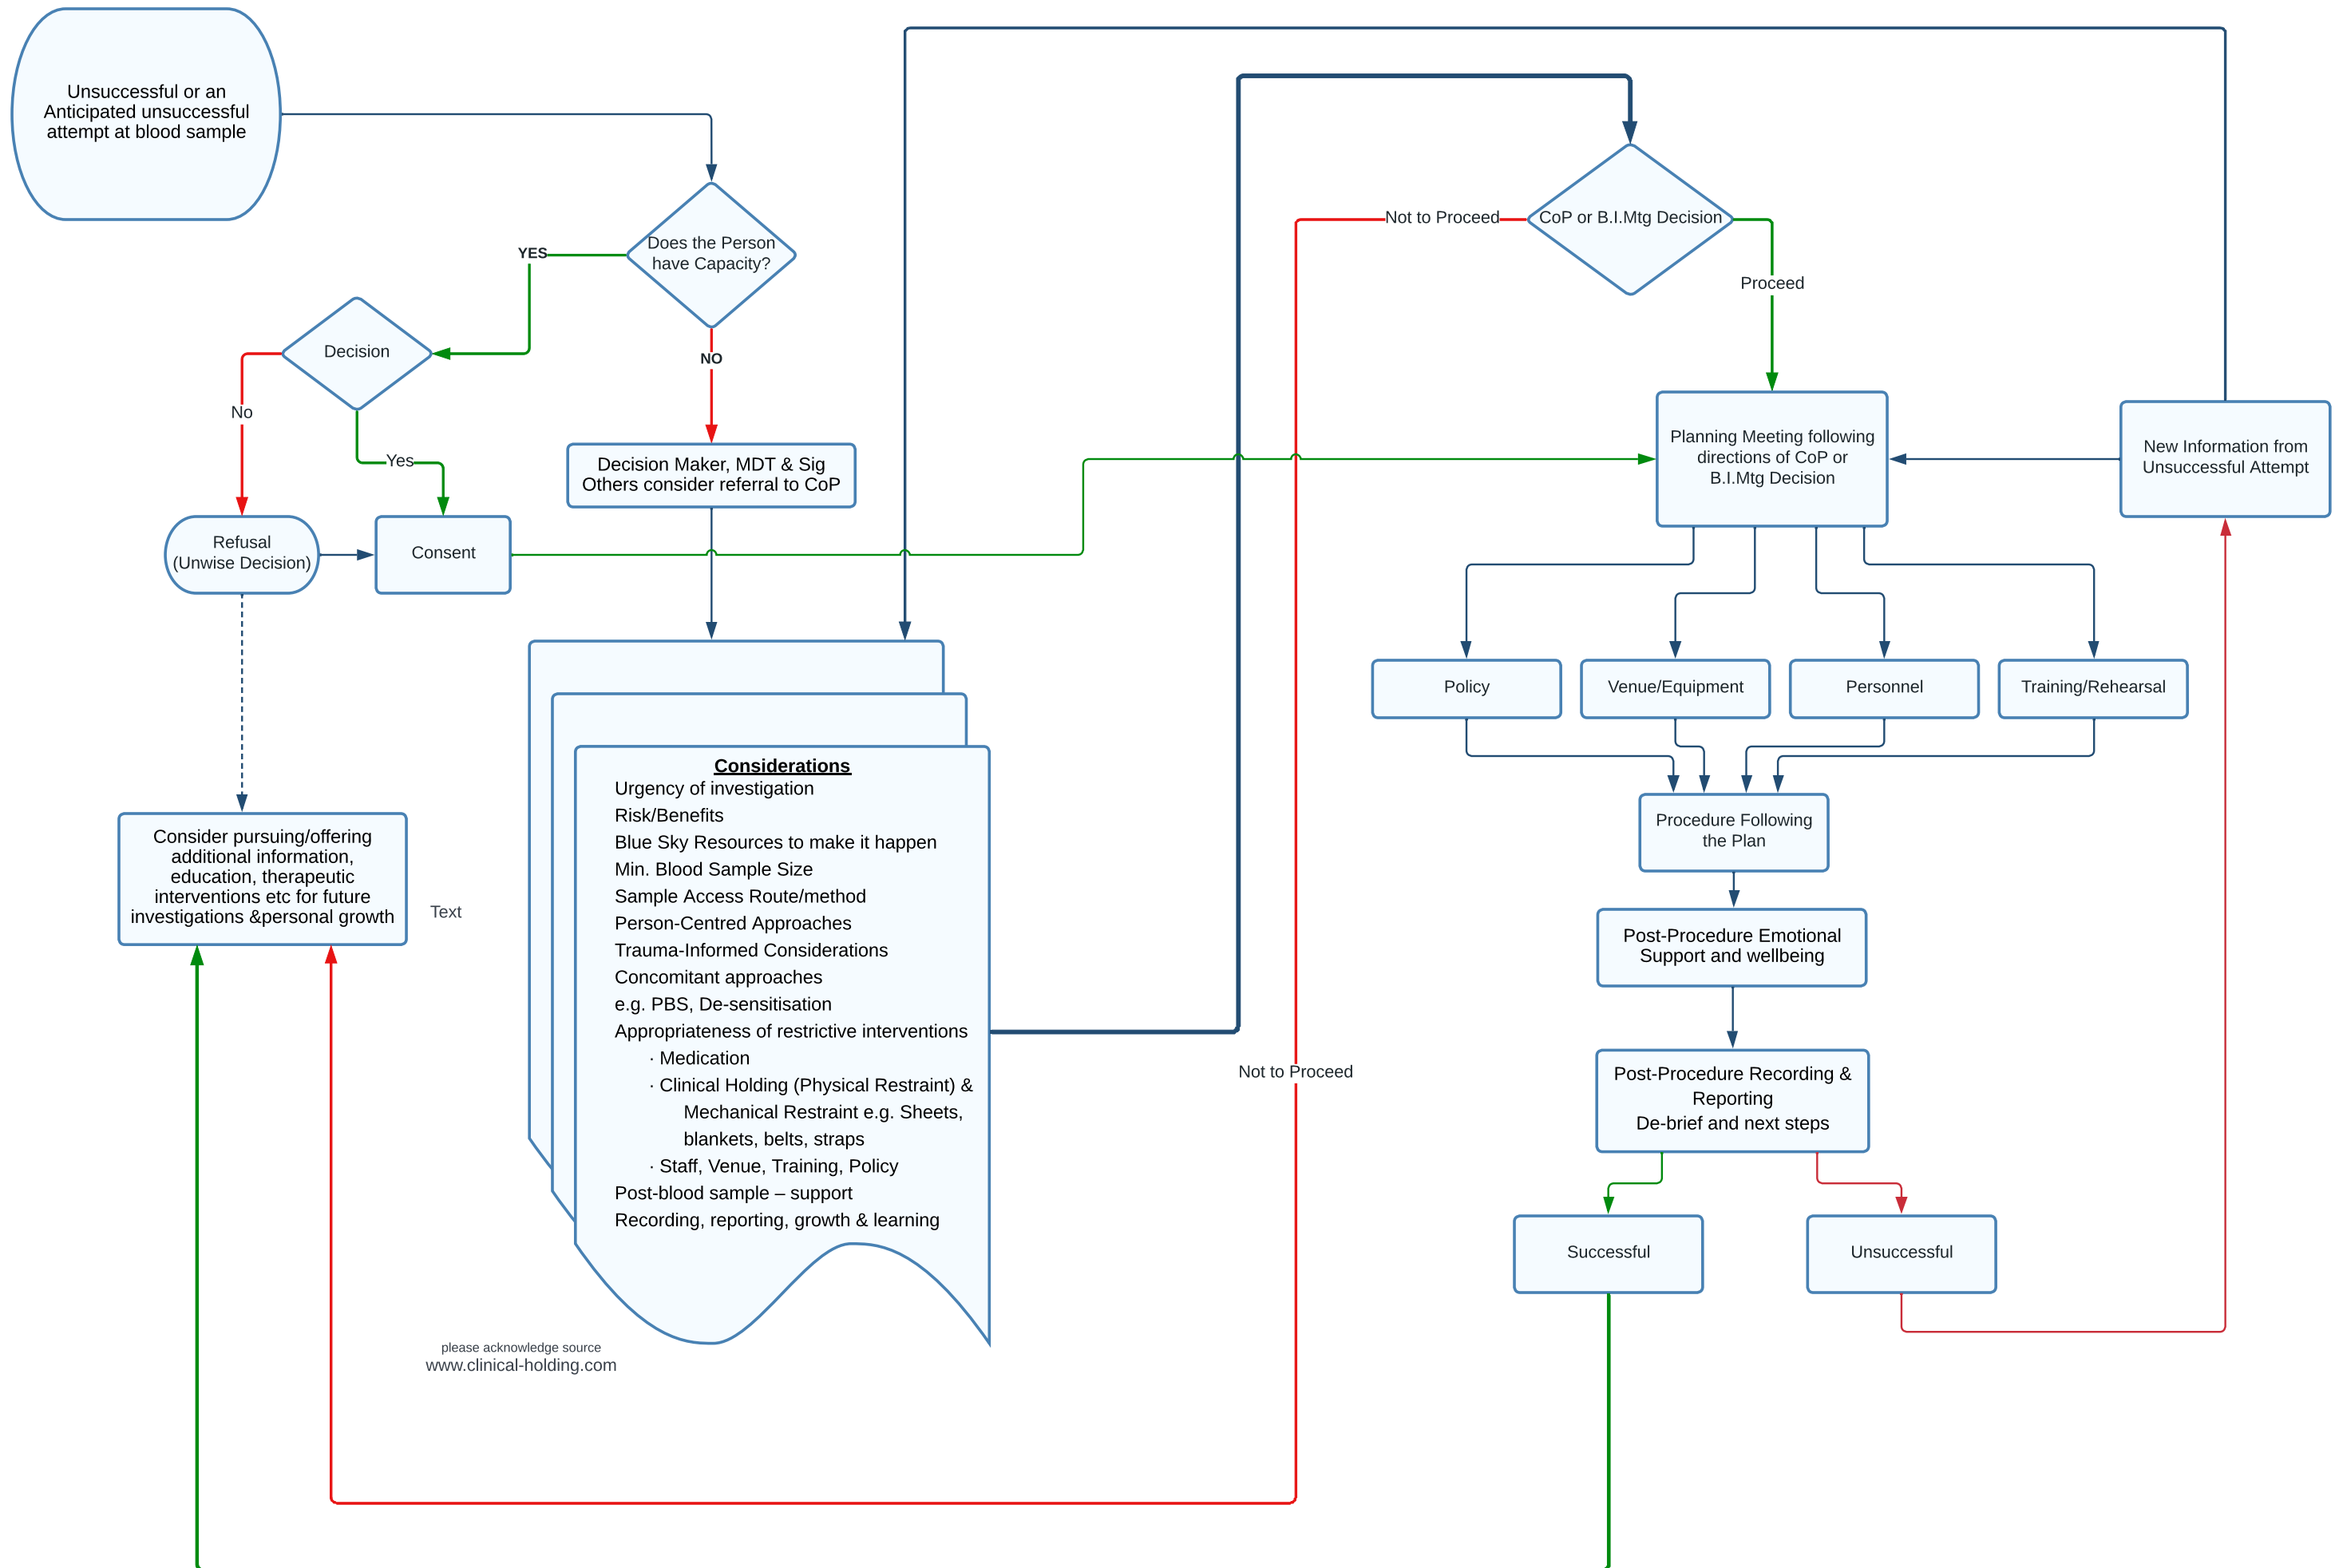 Unsuccessful or an
Anticipated unsuccessful
attempt at blood sample
Does the Person
have Capacity?
YES
NO
Decision
No
Yes
Refusal
(Unwise Decision)
Consent
Decision Maker, MDT & Sig
Others consider referral to CoP
Consider pursuing/offering
additional information,
education, therapeutic
interventions etc for future
investigations &personal growth
Text
Considerations
Urgency of investigation
Risk/Benefits
Blue Sky Resources to make it happen
Min. Blood Sample Size
Sample Access Route/method
Person-Centred Approaches
Trauma-Informed Considerations
Concomitant approaches
e.g. PBS, De-sensitisation
Appropriateness of restrictive interventions
· Medication
· Clinical Holding (Physical Restraint) &
Mechanical Restraint e.g. Sheets,
blankets, belts, straps
· Staff, Venue, Training, Policy
Post-blood sample – support
Recording, reporting, growth & learning
please acknowledge source
www.clinical-holding.com
Not to Proceed
CoP or B.I.Mtg Decision
Proceed
Not to Proceed
Planning Meeting following
directions of CoP or
B.I.Mtg Decision
New Information from
Unsuccessful Attempt
Policy
Venue/Equipment
Personnel
Training/Rehearsal
Procedure Following
the Plan
Post-Procedure Emotional
Support and wellbeing
Post-Procedure Recording &
Reporting
De-brief and next steps
Successful
Unsuccessful